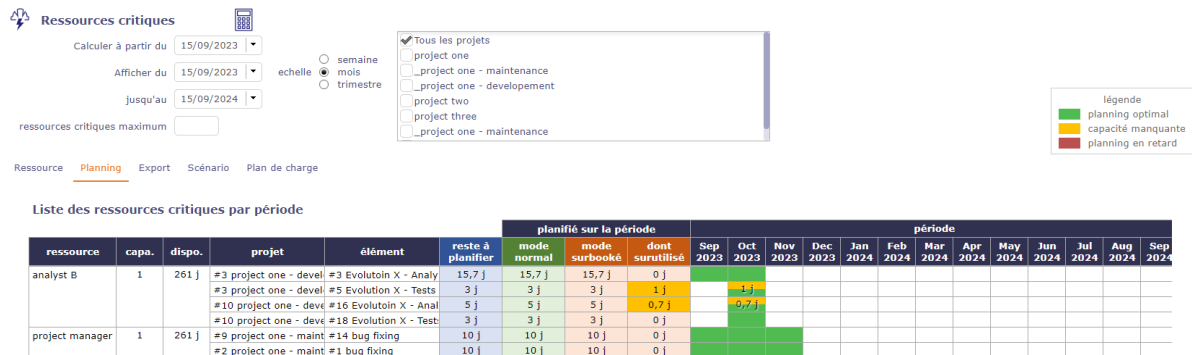 Ressources critiques
Calculer à partir du 15/09/2023
Afficher du 15/09/2023
jusqu'au 15/09/2024
ressources critiques maximum
echelle
semaine
mois
trimestre
Tous les projets
project one
_project one - maintenance
_project one - developement
project two
project three
_project one - maintenance
légende
planning optimal
capacité manquante
planning en retard
Ressource Planning Export Scénario Plan de charge
Liste des ressources critiques par période
planifié sur la période période
ressource capa. dispo. projet élément reste à planifier mode normal mode surbooké dont surutilisé Sep 2023 Oct 2023 Nov 2023 Dec 2023 Jan 2024 Feb 2024 Mar 2024 Apr 2024 May 2024 Jun 2024 Jul 2024 Aug 2024 Sep 2024
analyst B 1 261 j #3 project one - devel #3 Evolutoin X - Analy 15,7 j 15,7 j 15,7 j 0 j
#3 project one - devel #5 Evolution X - Tests 3 j 3 j 3 j 1 j 1 j
#10 project one - deve #16 Evolutoin X - Anal 5 j 5 j 5 j 0,7 j 0,7 j
#10 project one - deve #18 Evolution X - Test 3 j 3 j 3 j 0 j
project manager 1 261 j #9 project one - maint #14 bug fixing 10 j 10 j 10 j 0 j
#2 project one - maint #1 bug fixing 10 j 10 j 10 j 0 j